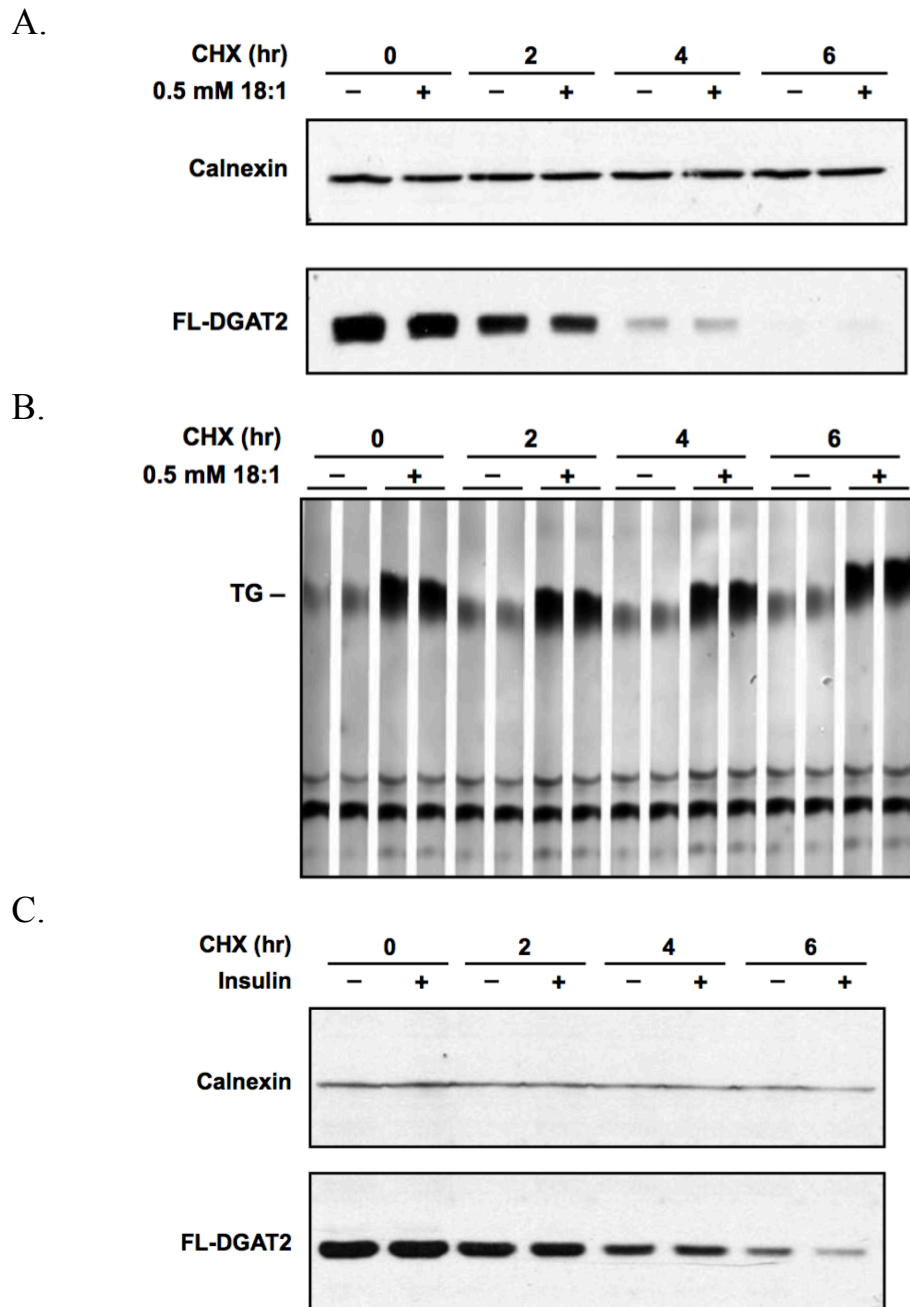 A.
CHX (hr) 0 2 4 6
0.5 mM 18:1 – + – + – + – +
Calnexin
FL-DGAT2
B.
CHX (hr) 0 2 4 6
0.5 mM 18:1 – + – + – + – +
TG –
C.
CHX (hr) 0 2 4 6
Insulin – + – + – + – +
Calnexin
FL-DGAT2